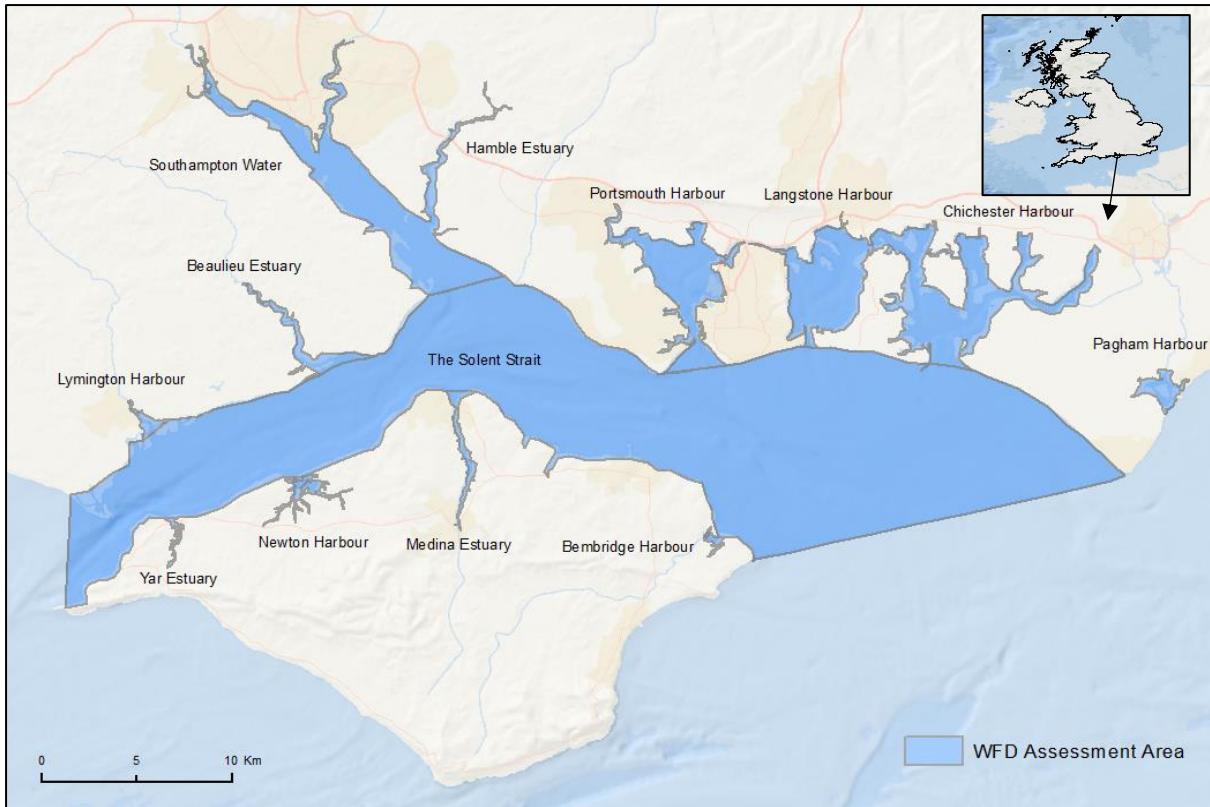 Southampton Water
Hamble Estuary
Portsmouth Harbour
Langstone Harbour
Chichester Harbour
Beaulieu Estuary
Pagham Harbour
The Solent Strait
Lymington Harbour
Newton Harbour
Medina Estuary
Bembridge Harbour
Yar Estuary
0 5 10 Km
WFD Assessment Area